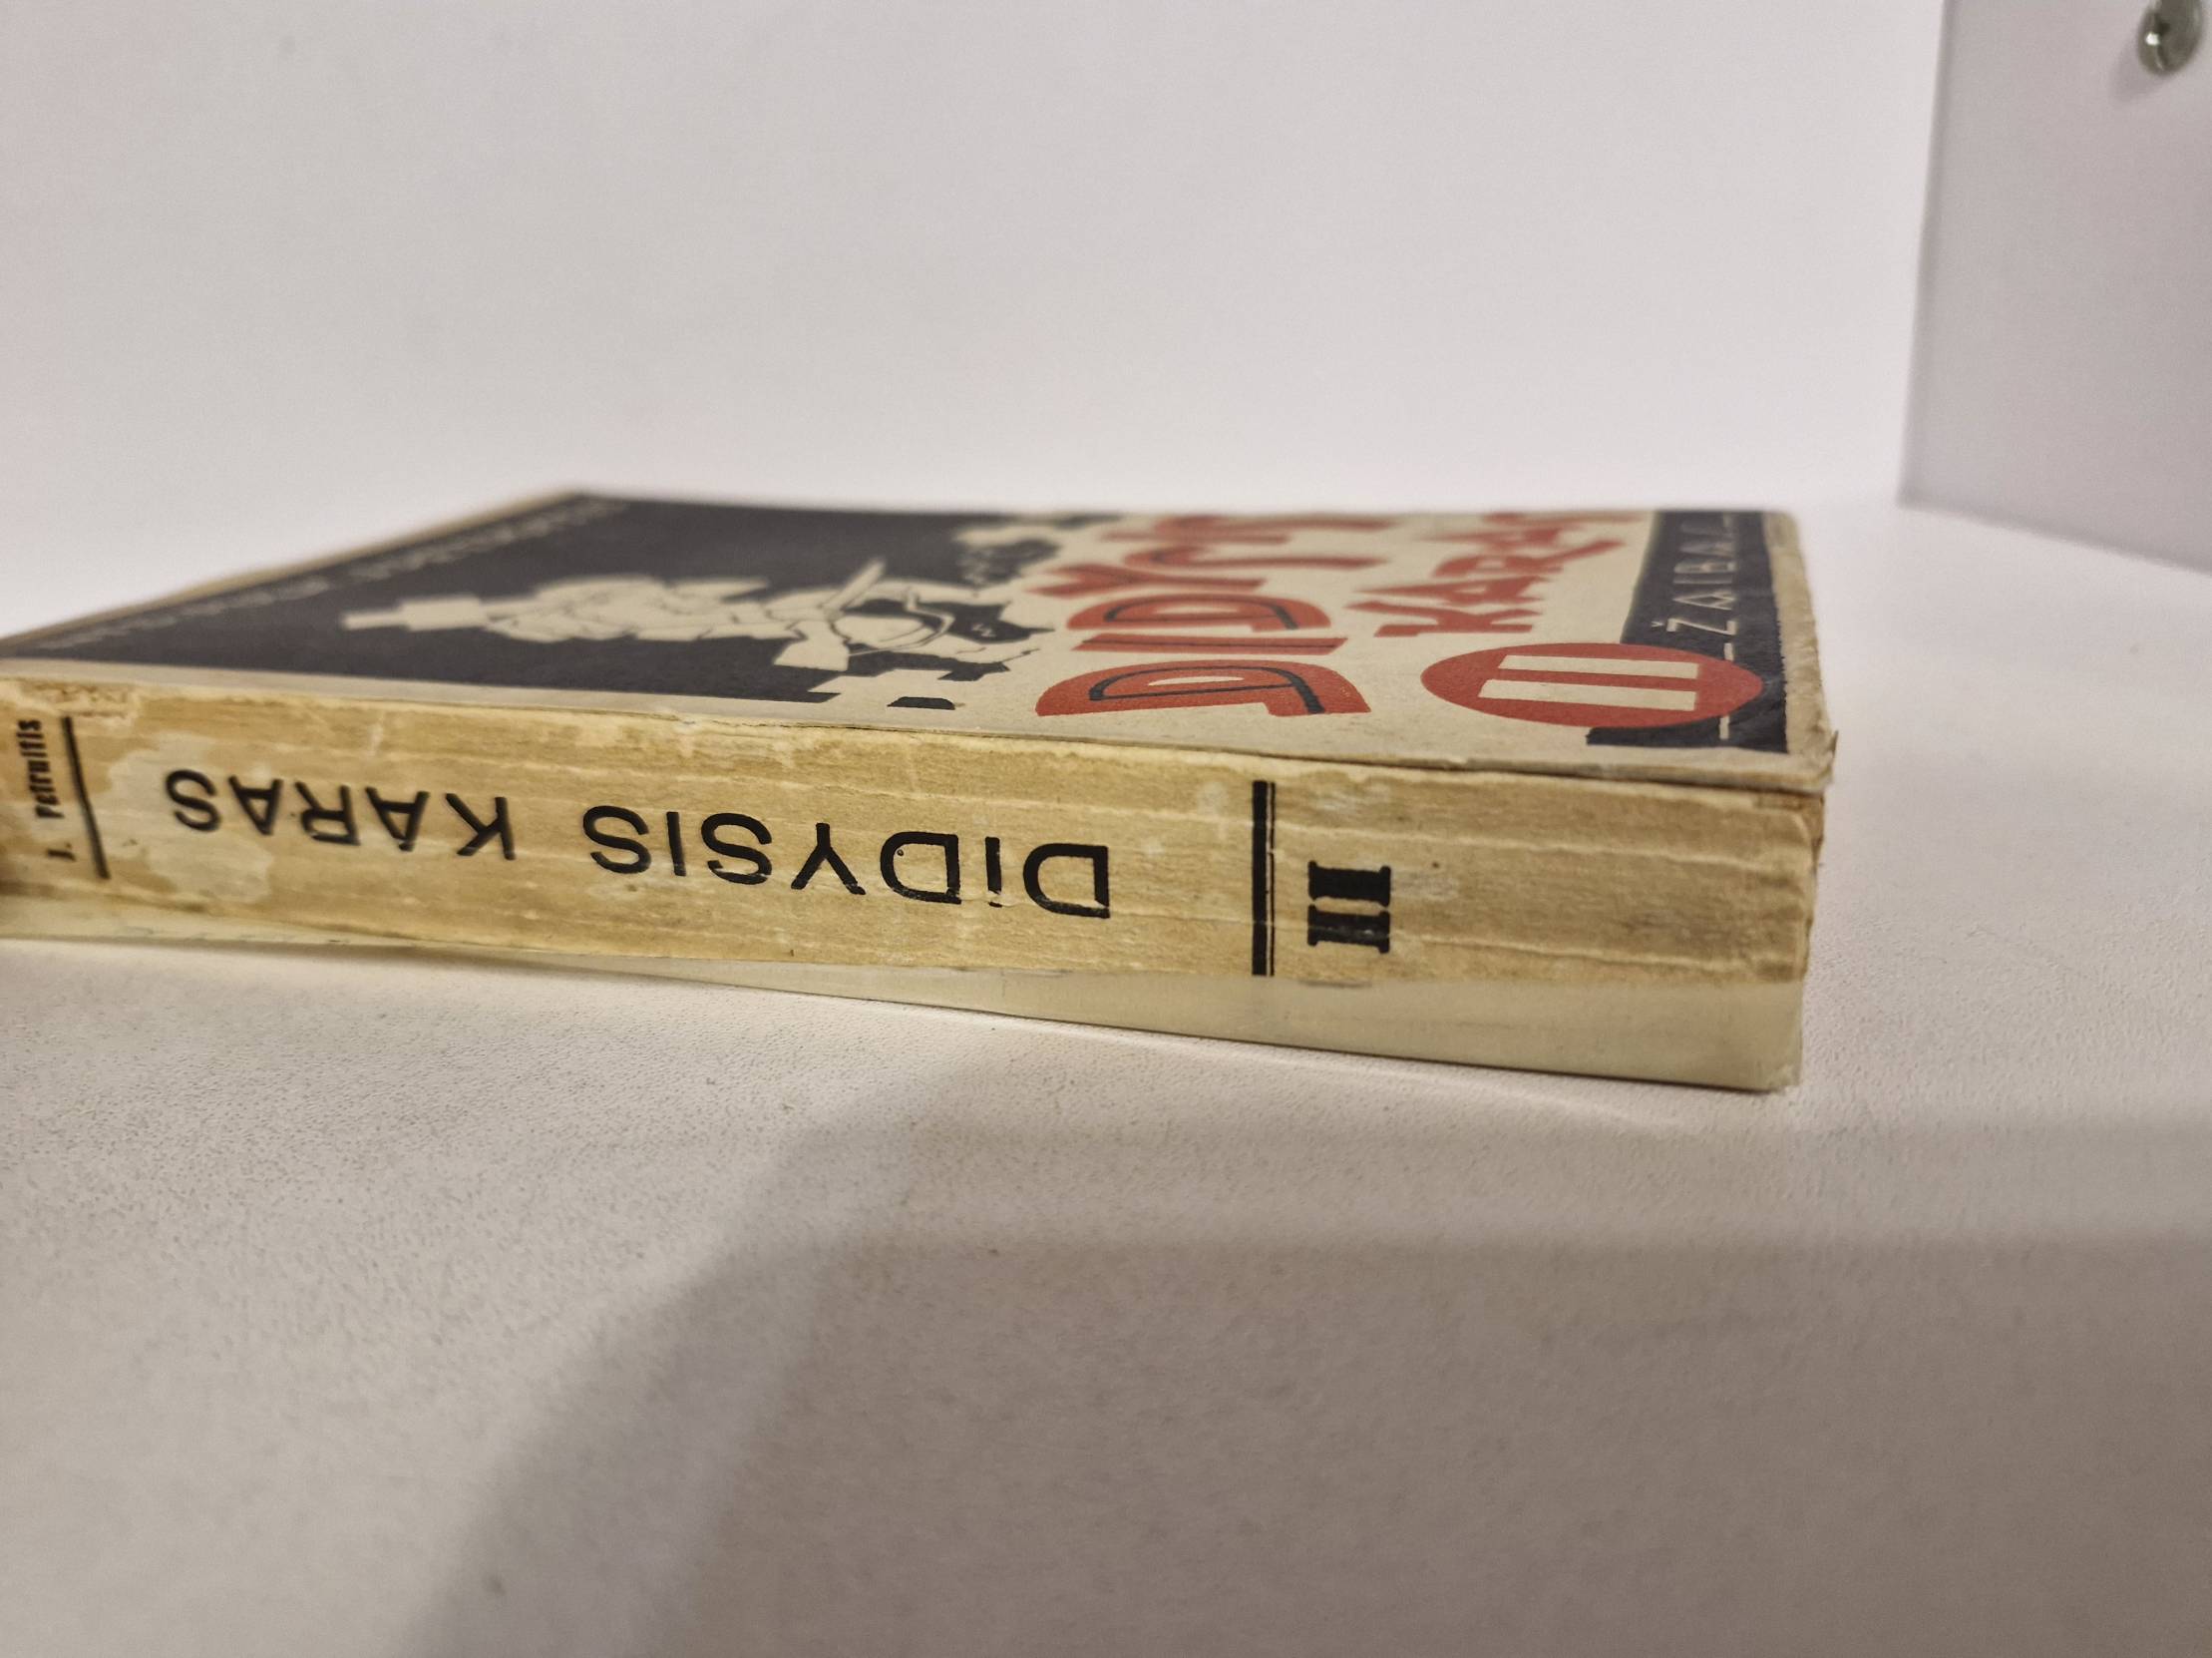 J. Petruitis
DiDYSIS KARAS
II
DIDYSIS
KARAS
II
ŽAIBAS